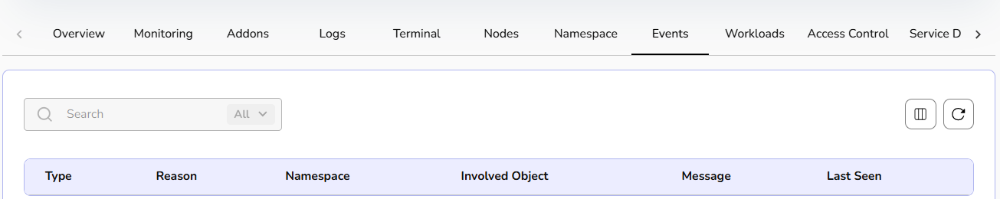 Overview Monitoring Addons Logs Terminal Nodes Namespace Events Workloads Access Control Service D
Search All
Type Reason Namespace Involved Object Message Last Seen